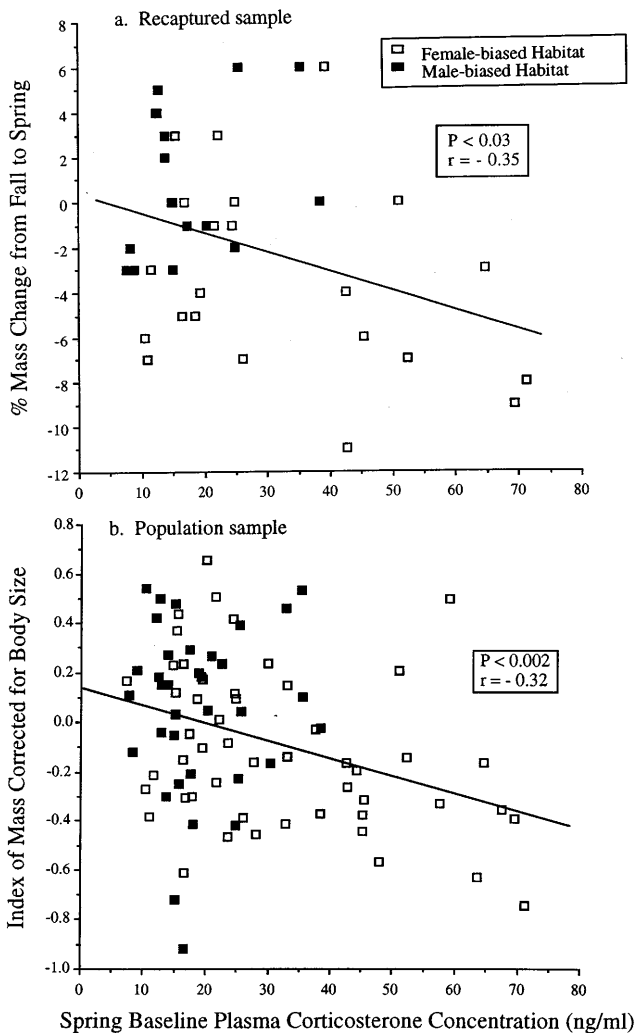 a. Recaptured sample
Female-biased Habitat
Male-biased Habitat
P < 0.03
r = - 0.35
% Mass Change from Fall to Spring
6
4
2
0
-2
-4
-6
-8
-10
-12
0 10 20 30 40 50 60 70 80
b. Population sample
P < 0.002
r = - 0.32
Index of Mass Corrected for Body Size
0.8
0.6
0.4
0.2
0.0
-0.2
-0.4
-0.6
-0.8
-1.0
0 10 20 30 40 50 60 70 80
Spring Baseline Plasma Corticosterone Concentration (ng/ml)